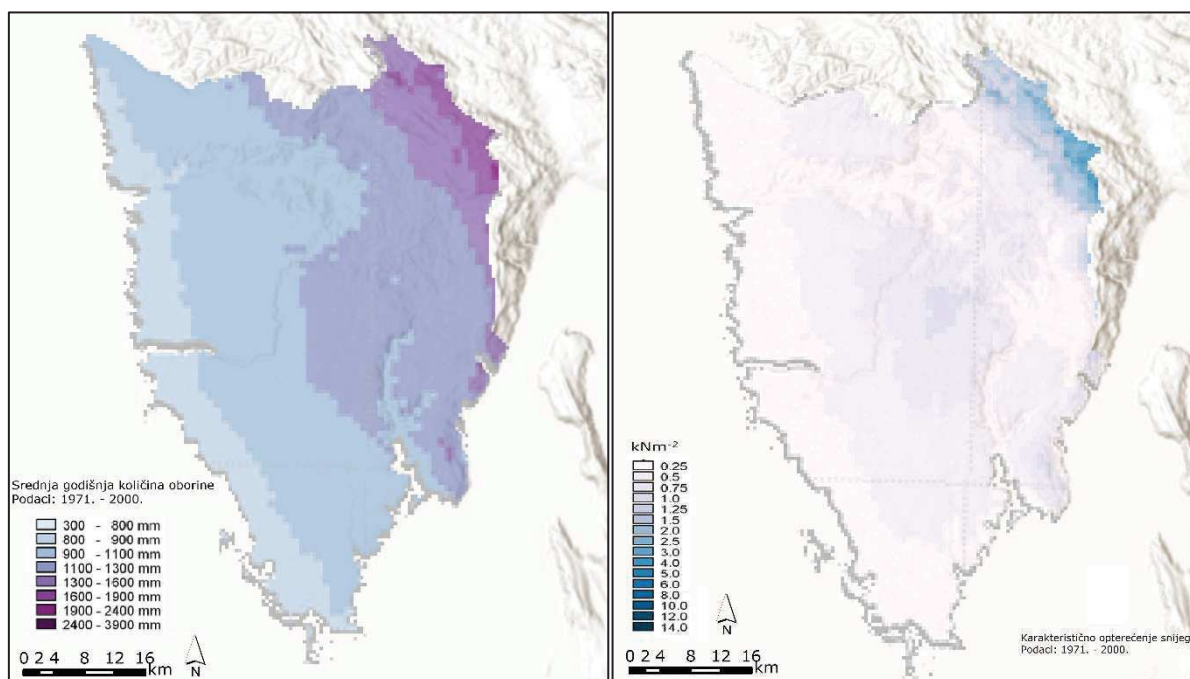 Srednja godišnja količina oborine
Podaci: 1971. - 2000.
300 - 800 mm
800 - 900 mm
900 - 1100 mm
1100 - 1300 mm
1300 - 1600 mm
1600 - 1900 mm
1900 - 2400 mm
2400 - 3900 mm
0 2 4 8 12 16
km
N
kNm-2
0.25
0.5
0.75
1.0
1.25
1.5
2.0
2.5
3.0
4.0
5.0
6.0
8.0
10.0
12.0
14.0
0 2 4 8 12 16
km
N
Karakteristično opterećenje snijeg
Podaci: 1971. - 2000.